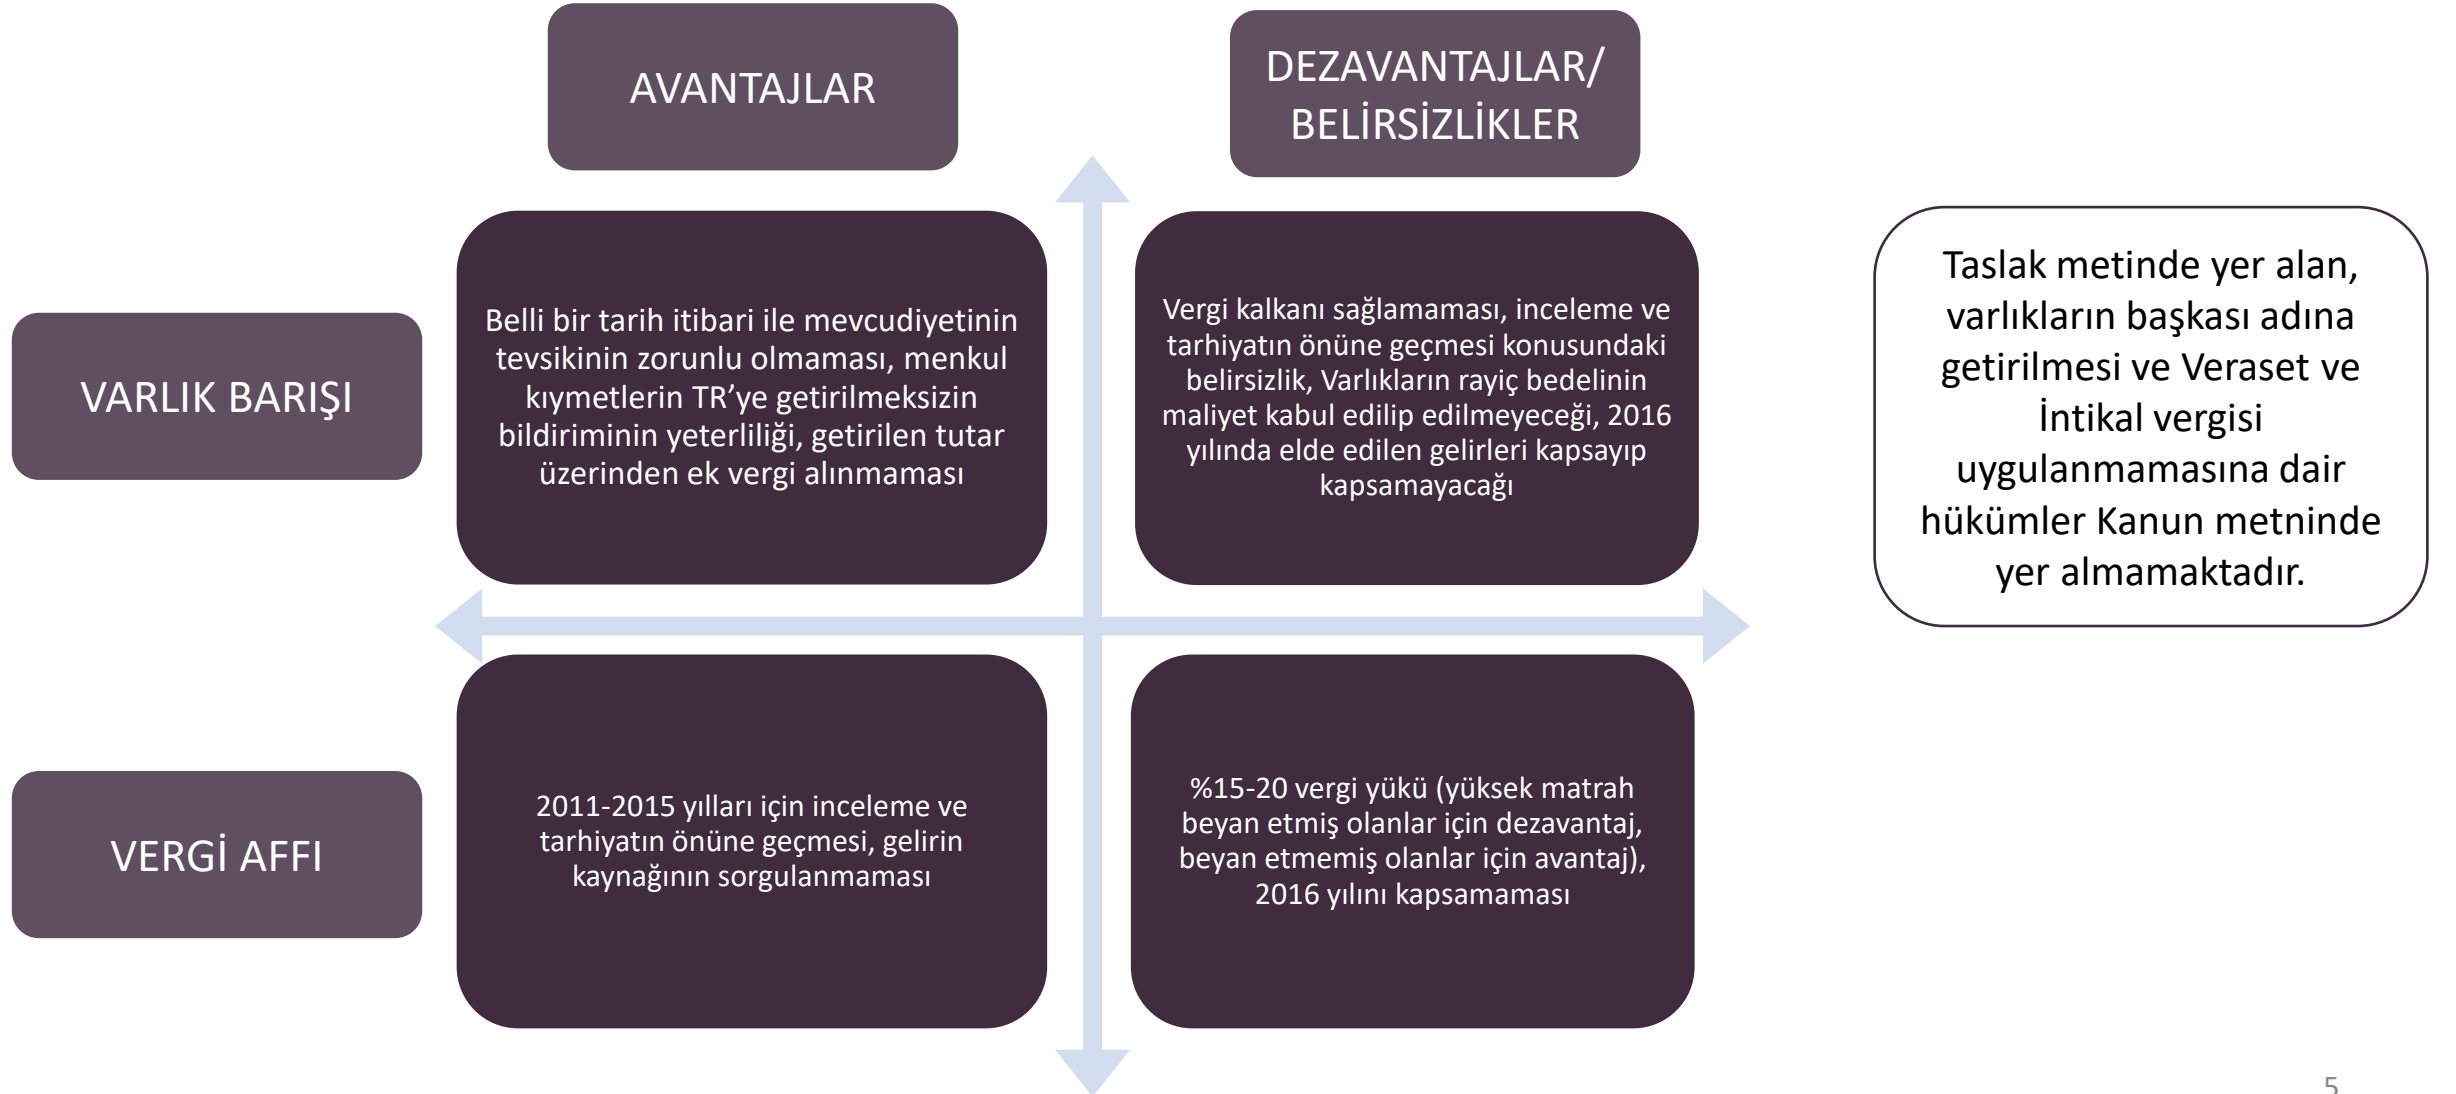 AVANTAJLAR
DEZAVANTAJLAR/
BELİRSİZLİKLER
VARLIK BARIŞI
Belli bir tarih itibari ile mevcudiyetinin
tevsikinin zorunlu olmaması, menkul
kıymetlerin TR’ye getirilmeksizin
bildiriminin yeterliliği, getirilen tutar
üzerinden ek vergi alınmaması
Vergi kalkanı sağlamaması, inceleme ve
tarhiyatın önüne geçmesi konusundaki
belirsizlik, Varlıkların rayiç bedelinin
maliyet kabul edilip edilmeyeceği, 2016
yılında elde edilen gelirleri kapsayıp
kapsamayacağı
Taslak metinde yer alan,
varlıkların başkası adına
getirilmesi ve Veraset ve
İntikal vergisi
uygulanmamasına dair
hükümler Kanun metninde
yer almamaktadır.
VERGİ AFFI
2011-2015 yılları için inceleme ve
tarhiyatın önüne geçmesi, gelirin
kaynağının sorgulanmaması
%15-20 vergi yükü (yüksek matrah
beyan etmiş olanlar için dezavantaj,
beyan etmemiş olanlar için avantaj),
2016 yılını kapsamaması
5